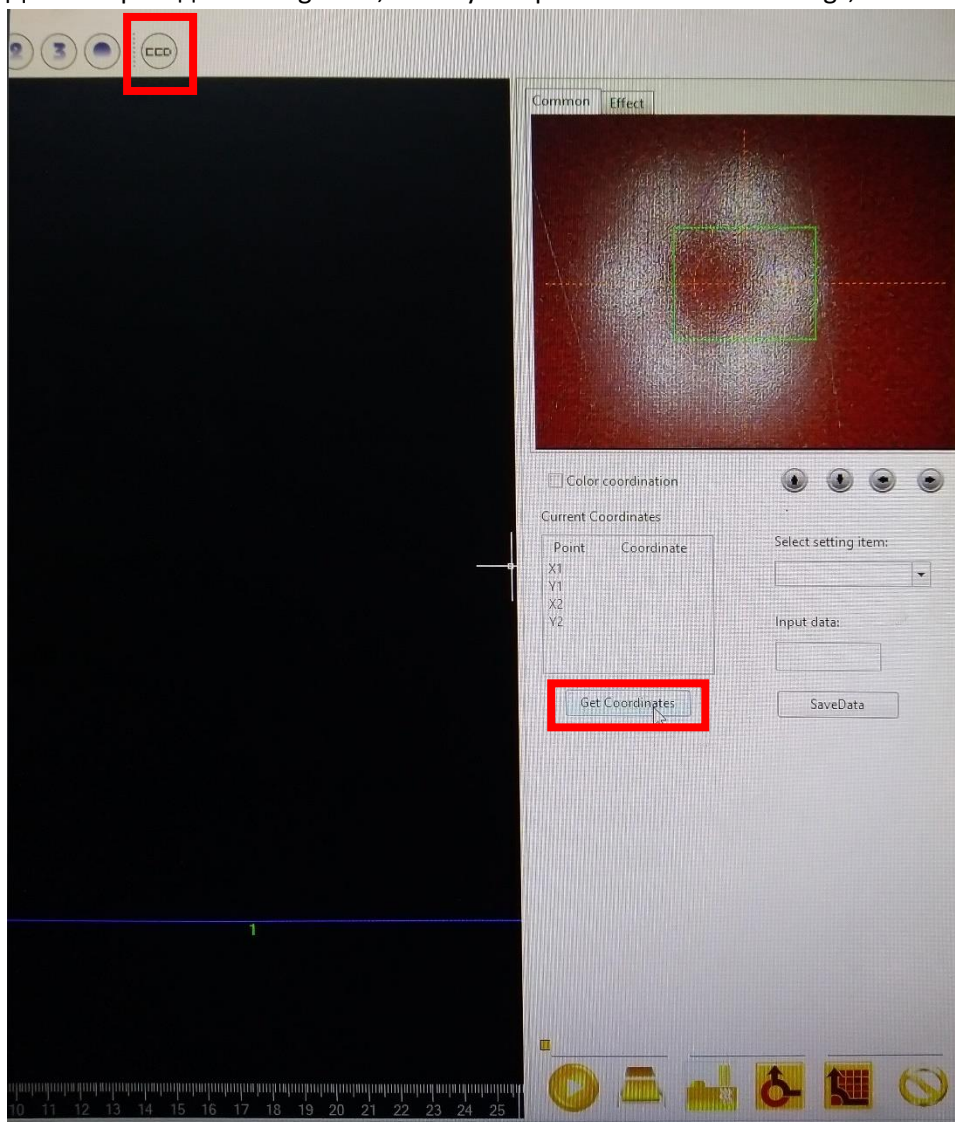 2 3 CCD
Common Effect
Color coordination
Current Coordinates
Point Coordinate
X1
Y1
X2
Y2
Select setting item:
Input data:
Get Coordinates
SaveData
1
10 11 12 13 14 15 16 17 18 19 20 21 22 23 24 25